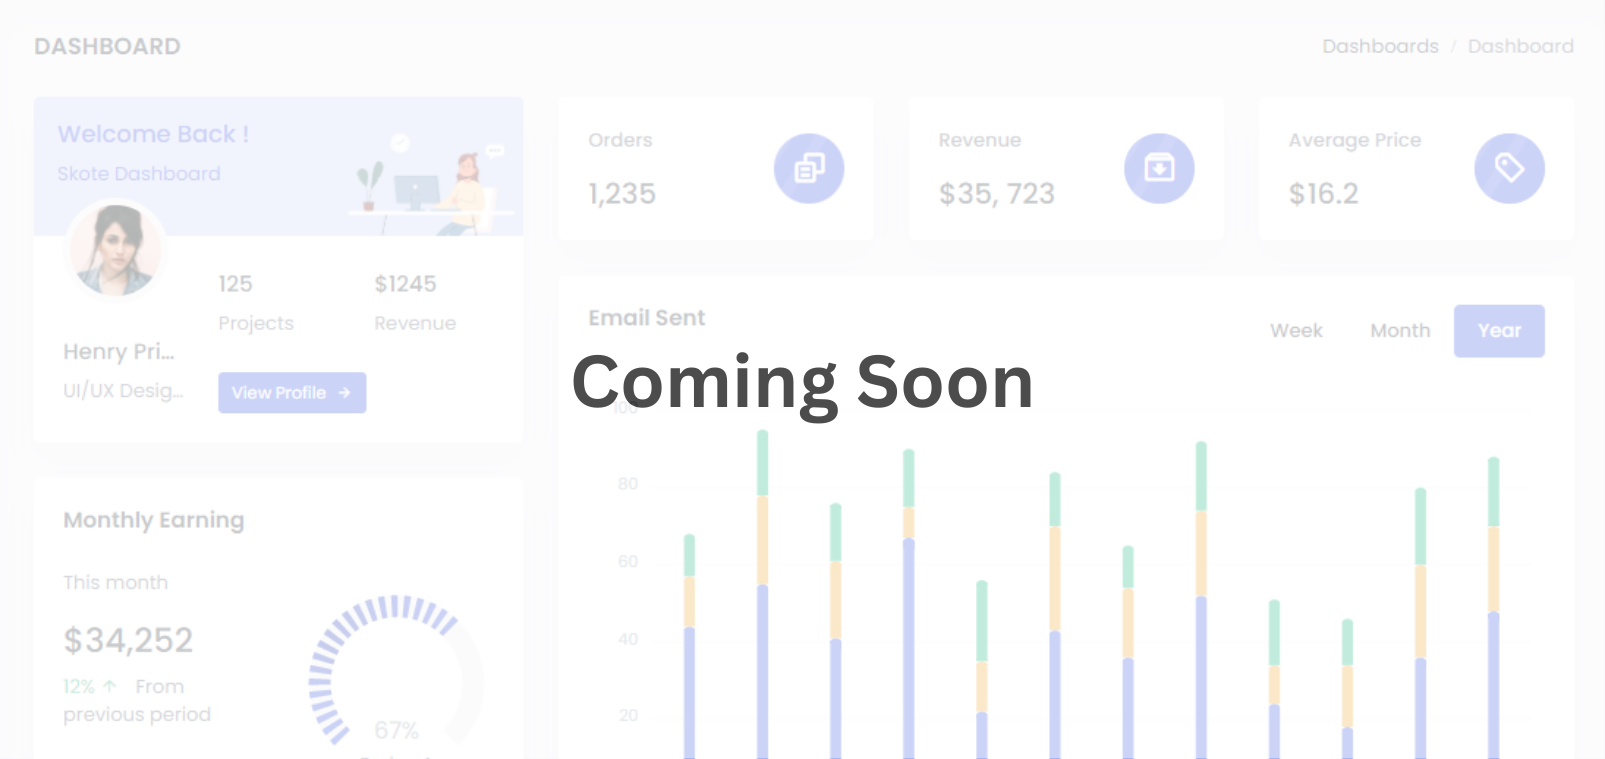 DASHBOARD
Dashboards / Dashboard
Welcome Back !
Skote Dashboard
125
$1245
Projects
Revenue
Henry Pri...
UI/UX Desig...
View Profile →
Orders
1,235
Revenue
$35, 723
Average Price
$16.2
Email Sent
Week Month Year
Coming Soon
100
80
60
40
20
Monthly Earning
This month
$34,252
12% ↑ From
previous period
67%